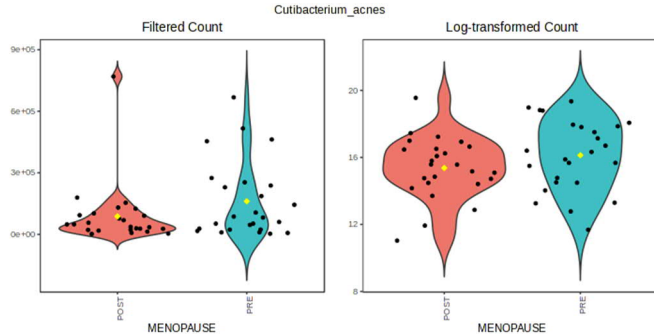 Cutibacterium_acnes
Filtered Count
Log-transformed Count
9e+05
6e+05
3e+05
0e+00
POST
PRE
MENOPAUSE
20
16
12
8
POST
PRE
MENOPAUSE